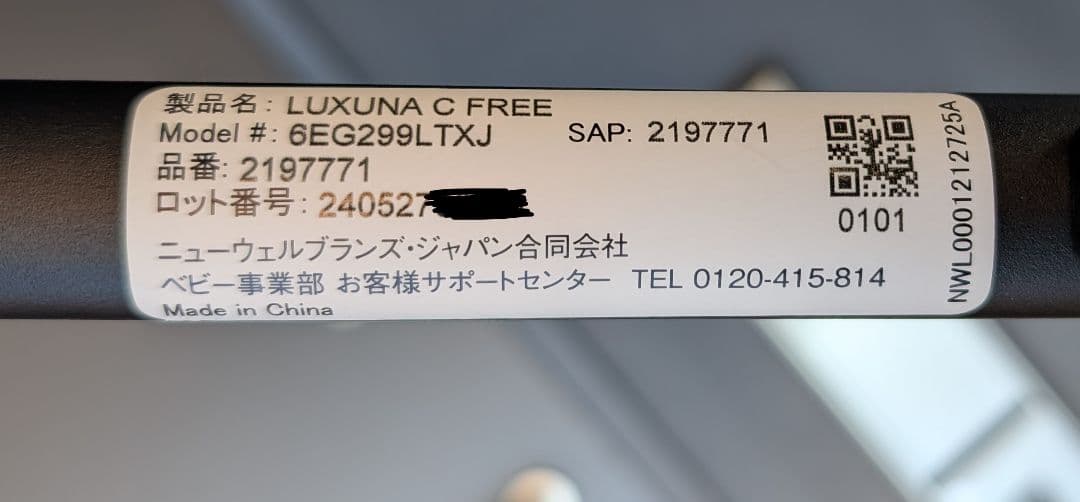 製品名: LUXUNA C FREE
Model #: 6EG299LTXJ SAP: 2197771
品番: 2197771
ロット番号: 240527
ニューウェルブランズ・ジャパン合同会社
ベビー事業部 お客様サポートセンター TEL 0120-415-814
Made in China
0101
NWL0001212725A